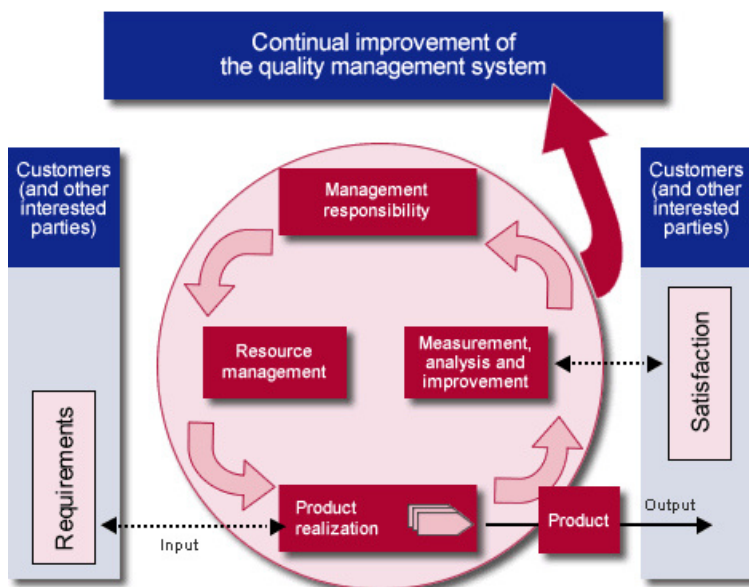 Continual improvement of
the quality management system
Customers
(and other
interested
parties)
Customers
(and other
interested
parties)
Management
responsibility
Resource
management
Measurement,
analysis and
improvement
Satisfaction
Requirements
Product
realization
Product
Input
Output